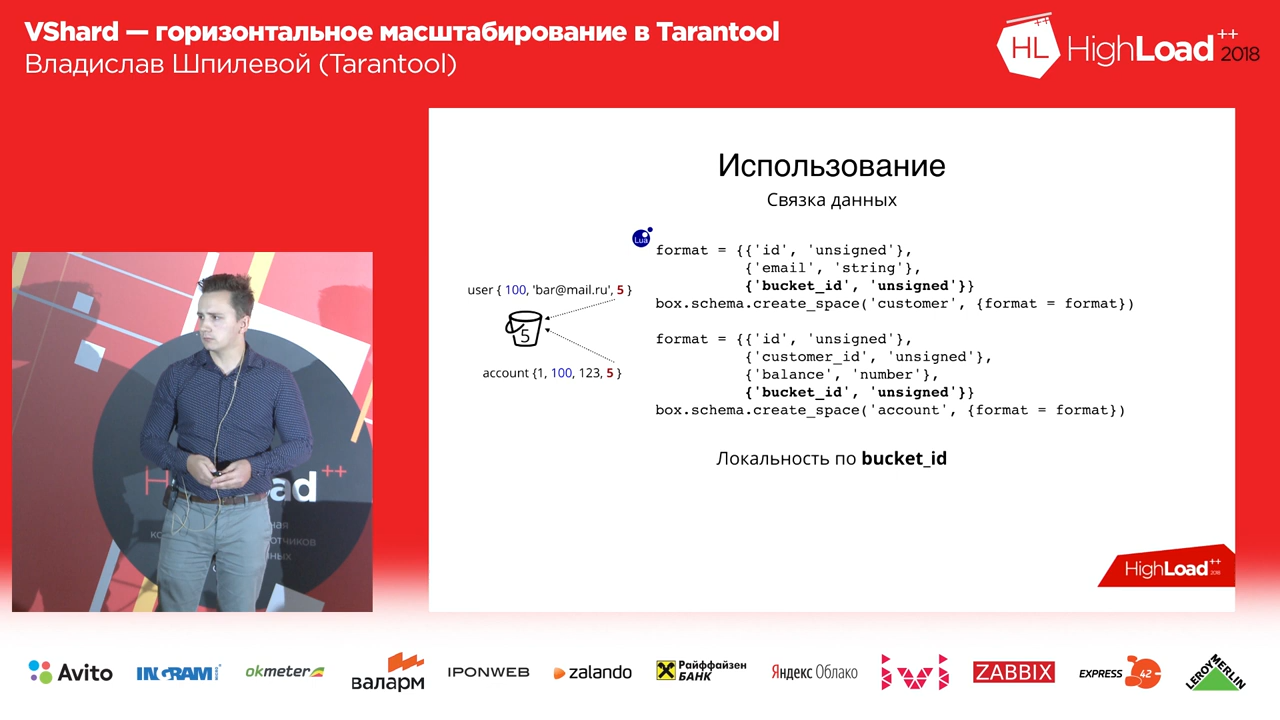 VShard — горизонтальное масштабирование в Tarantool
Владислав Шпилевой (Tarantool)
HL HighLoad++ 2018
Использование
Связка данных
Lua
format = {{'id', 'unsigned'},
{'email', 'string'},
{'bucket_id', 'unsigned'}}
box.schema.create_space('customer', {format = format})
user { 100, 'bar@mail.ru', 5 }
5
account {1, 100, 123, 5 }
format = {{'id', 'unsigned'},
{'customer_id', 'unsigned'},
{'balance', 'number'},
{'bucket_id', 'unsigned'}}
box.schema.create_space('account', {format = format})
Локальность по bucket_id
HighLoad++ 2018
Avito
INGRAM
okmeter
валарм
IPONWEB
zalando
Райффайзен
БАНК
Яндекс Облако
ivi
ZABBIX
EXPRESS 42
LEROY MERLIN